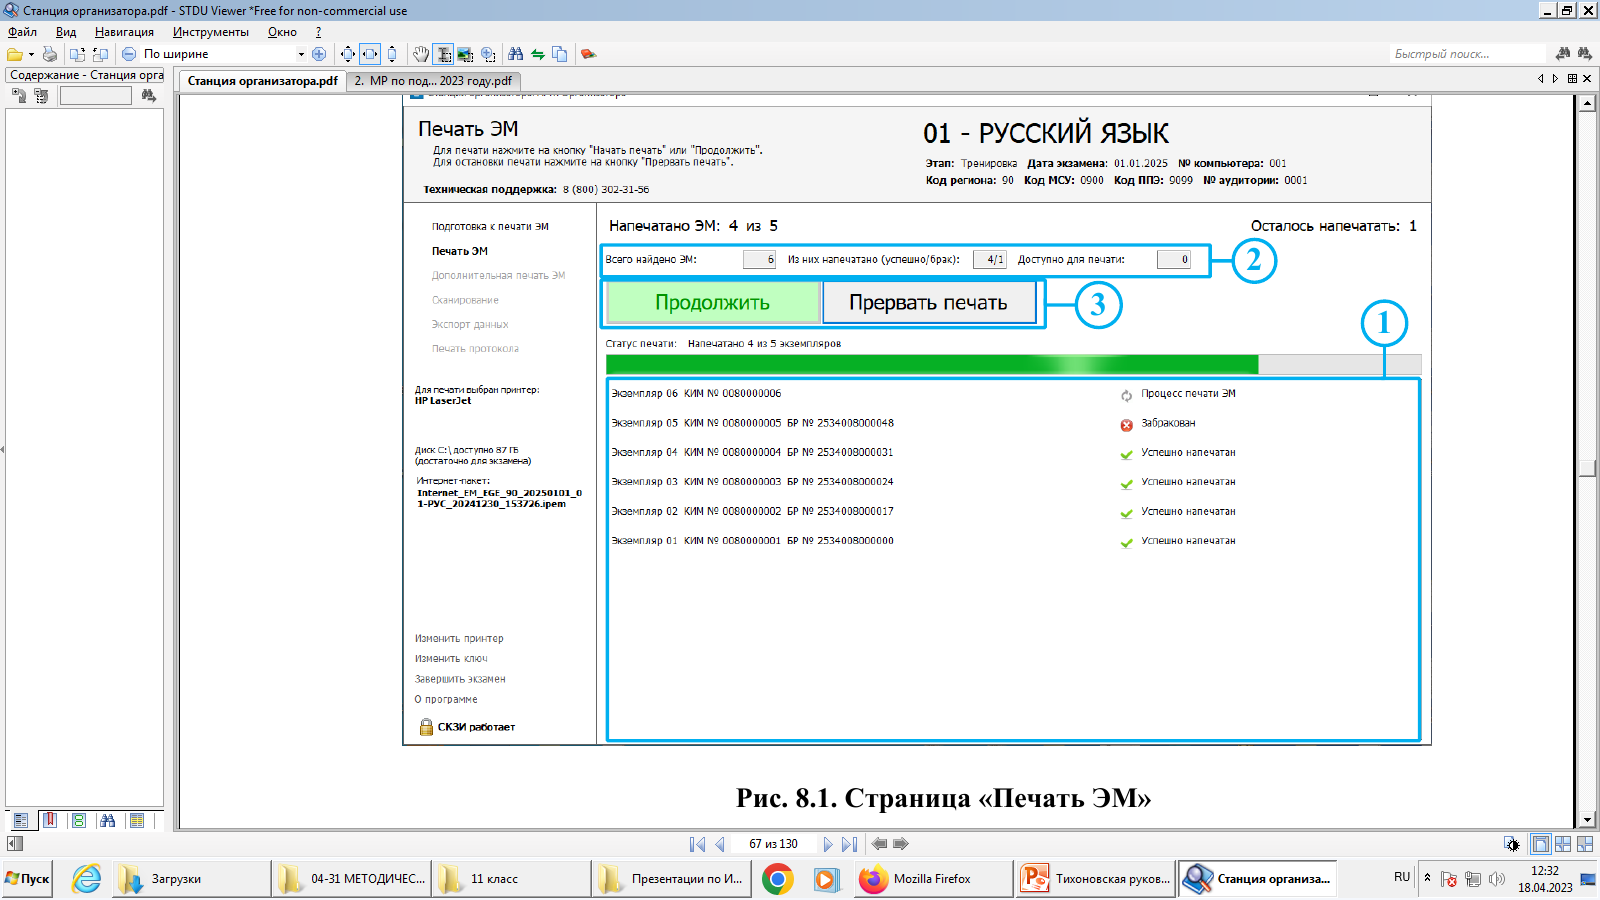 Станция организатора.pdf - STDU Viewer *Free for non-commercial use
Файл Вид Навигация Инструменты Окно ?
По ширине
Быстрый поиск...
Содержание - Станция орга
Станция организатора.pdf
2. МР по под... 2023 году.pdf
Печать ЭМ
Для печати нажмите на кнопку "Начать печать" или "Продолжить".
Для остановки печати нажмите на кнопку "Прервать печать".
Техническая поддержка: 8 (800) 302-31-56
01 - РУССКИЙ ЯЗЫК
Этап: Тренировка Дата экзамена: 01.01.2025 № компьютера: 001
Код региона: 90 Код МСУ: 0900 Код ППЭ: 9099 № аудитории: 0001
Подготовка к печати ЭМ
Печать ЭМ
Дополнительная печать ЭМ
Сканирование
Экспорт данных
Печать протокола
Для печати выбран принтер:
HP LaserJet
Диск C:\ доступно 87 ГБ
(достаточно для экзамена)
Интернет-пакет:
Internet_EM_EGE_90_20250101_0
1-РУС_20241230_153726.ipem
Изменить принтер
Изменить ключ
Завершить экзамен
О программе
СКЗИ работает
Напечатано ЭМ: 4 из 5
Осталось напечатать: 1
Всего найдено ЭМ: 6 Из них напечатано (успешно/брак): 4/1 Доступно для печати: 0
2
Продолжить
Прервать печать
3
1
Статус печати: Напечатано 4 из 5 экземпляров
Экземпляр 06 КИМ № 0080000006 Процесс печати ЭМ
Экземпляр 05 КИМ № 0080000005 БР № 2534008000048 Забракован
Экземпляр 04 КИМ № 0080000004 БР № 2534008000031 Успешно напечатан
Экземпляр 03 КИМ № 0080000003 БР № 2534008000024 Успешно напечатан
Экземпляр 02 КИМ № 0080000002 БР № 2534008000017 Успешно напечатан
Экземпляр 01 КИМ № 0080000001 БР № 2534008000000 Успешно напечатан
Рис. 8.1. Страница «Печать ЭМ»
67 из 130
Пуск
Загрузки
04-31 МЕТОДИЧЕС...
11 класс
Презентации по И...
Mozilla Firefox
Тихоновская руков...
Станция организа...
RU
12:32
18.04.2023